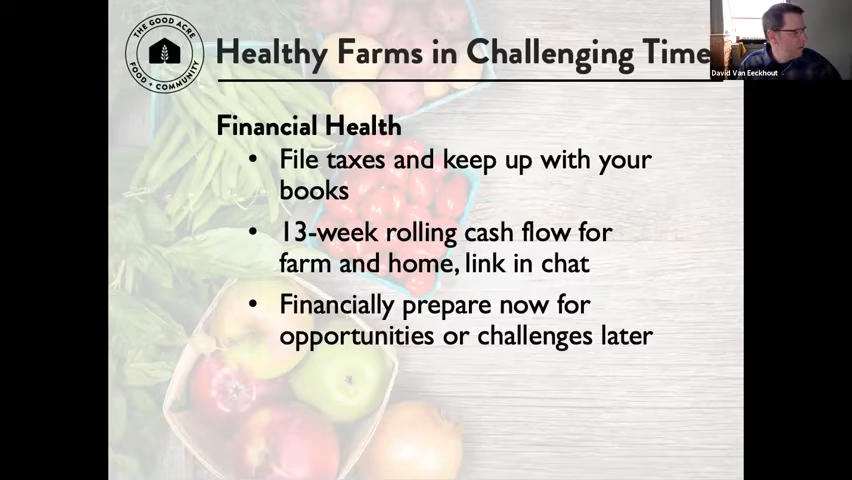 THE GOOD ACRE
FOOD + COMMUNITY
Healthy Farms in Challenging Time
David Van Eeckhout
Financial Health
• File taxes and keep up with your
books
• 13-week rolling cash flow for
farm and home, link in chat
• Financially prepare now for
opportunities or challenges later